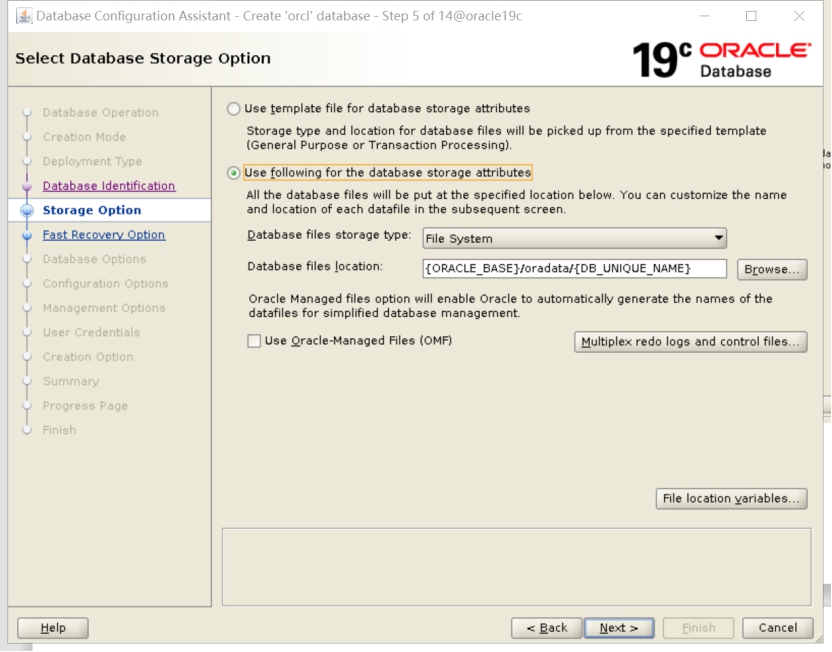 Database Configuration Assistant - Create 'orcl' database - Step 5 of 14@oracle19c
Select Database Storage Option
19c ORACLE
Database
Database Operation
Creation Mode
Deployment Type
Database Identification
Storage Option
Fast Recovery Option
Database Options
Configuration Options
Management Options
User Credentials
Creation Option
Summary
Progress Page
Finish
Use template file for database storage attributes
Storage type and location for database files will be picked up from the specified template
(General Purpose or Transaction Processing).
Use following for the database storage attributes
All the database files will be put at the specified location below. You can customize the name
and location of each datafile in the subsequent screen.
Database files storage type: File System
Database files location: {ORACLE_BASE}/oradata/{DB_UNIQUE_NAME} Browse...
Oracle Managed files option will enable Oracle to automatically generate the names of the
datafiles for simplified database management.
Use Oracle-Managed Files (OMF) Multiplex redo logs and control files...
File location variables...
Help < Back Next > Finish Cancel